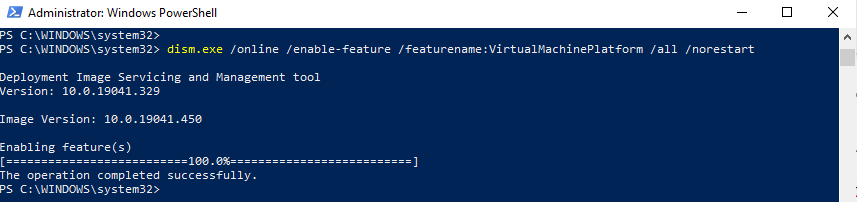 Administrator: Windows PowerShell
PS C:\WINDOWS\system32>
PS C:\WINDOWS\system32> dism.exe /online /enable-feature /featurename:VirtualMachinePlatform /all /norestart
Deployment Image Servicing and Management tool
Version: 10.0.19041.329
Image Version: 10.0.19041.450
Enabling feature(s)
[==========================100.0%==========================]
The operation completed successfully.
PS C:\WINDOWS\system32>